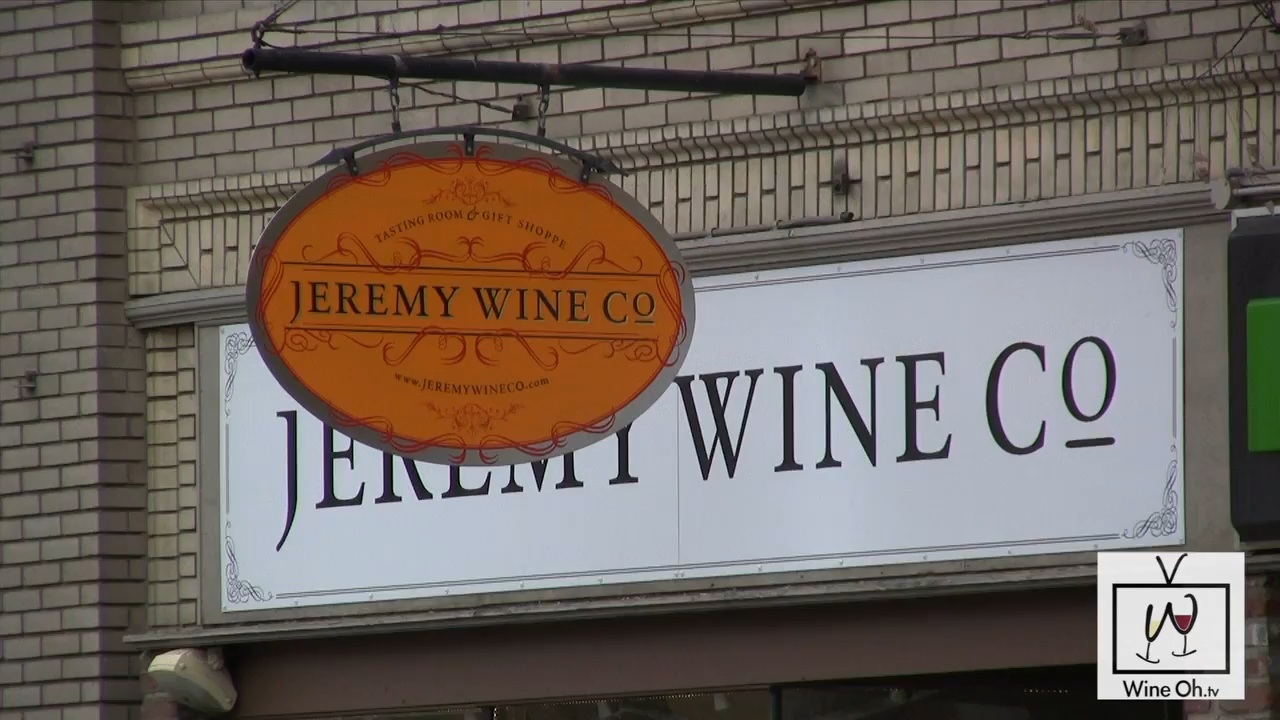 TASTING ROOM & GIFT SHOPPE
JEREMY WINE CO
www.JEREMYWINECO.com
JEREMY WINE CO
Wine Oh.tv